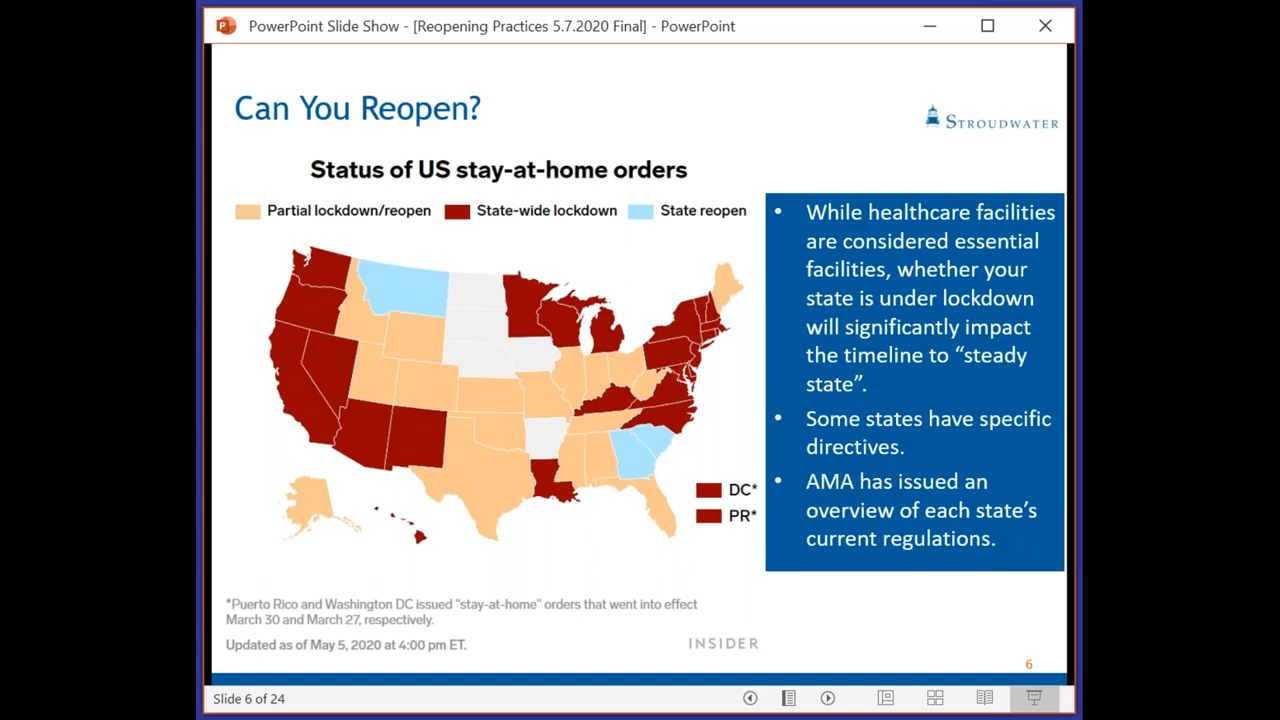 PowerPoint Slide Show - [Reopening Practices 5.7.2020 Final] - PowerPoint
Can You Reopen?
STROUDWATER
Status of US stay-at-home orders
Partial lockdown/reopen State-wide lockdown State reopen
DC*
PR*
• While healthcare facilities
are considered essential
facilities, whether your
state is under lockdown
will significantly impact
the timeline to “steady
state”.
• Some states have specific
directives.
• AMA has issued an
overview of each state’s
current regulations.
*Puerto Rico and Washington DC issued "stay-at-home" orders that went into effect
March 30 and March 27, respectively.
Updated as of May 5, 2020 at 4:00 pm ET.
INSIDER
6
Slide 6 of 24